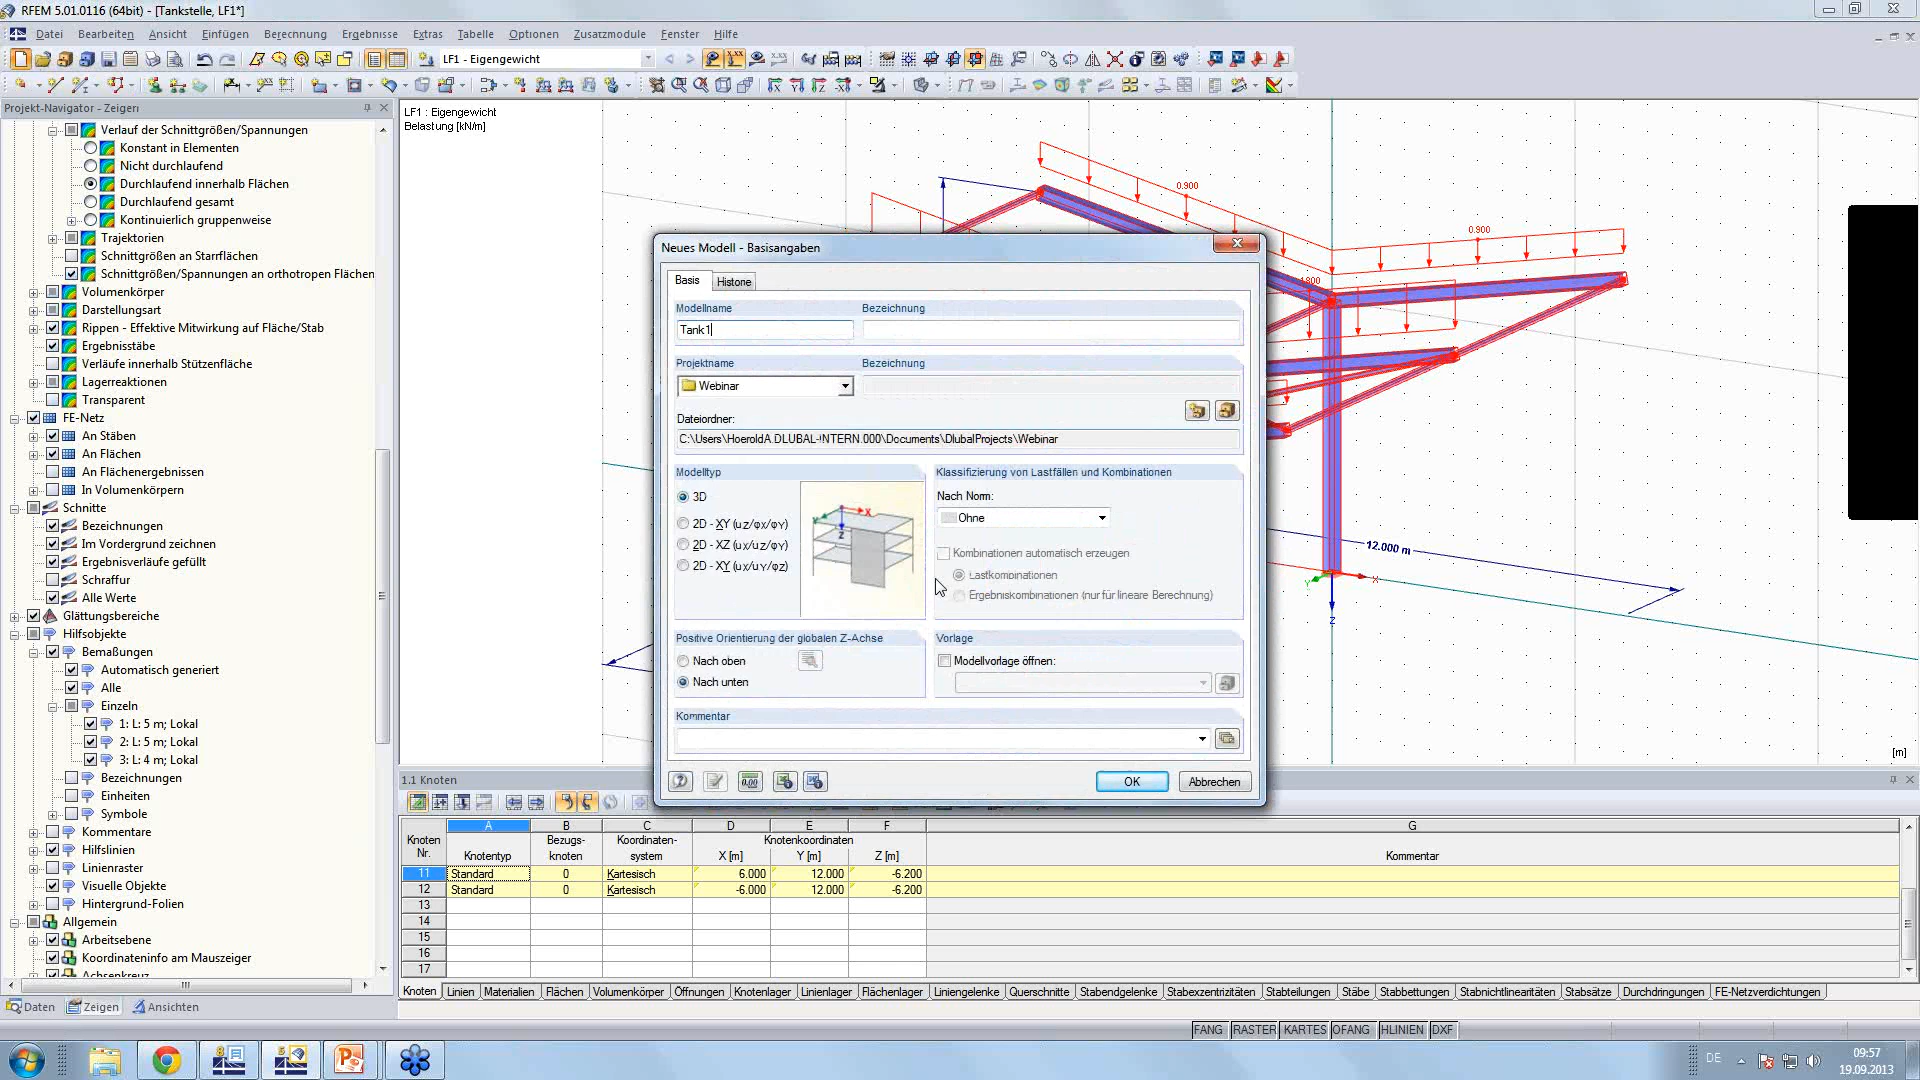 RFEM 5.01.0116 (64bit) - [Tankstelle, LF1*]
Datei Bearbeiten Ansicht Einfügen Berechnung Ergebnisse Extras Tabelle Optionen Zusatzmodule Fenster Hilfe
LF1 - Eigengewicht
Projekt-Navigator - Zeigen
Verlauf der Schnittgrößen/Spannungen
Konstant in Elementen
Nicht durchlaufend
Durchlaufend innerhalb Flächen
Durchlaufend gesamt
Kontinuierlich gruppenweise
Trajektorien
Schnittgrößen an Starrflächen
Schnittgrößen/Spannungen an orthotropen Flächen
Volumenkörper
Darstellungsart
Rippen - Effektive Mitwirkung auf Fläche/Stab
Ergebnisstäbe
Verläufe innerhalb Stützenfläche
Lagerreaktionen
Transparent
FE-Netz
An Stäben
An Flächen
An Flächenergebnissen
In Volumenkörpern
Schnitte
Bezeichnungen
Im Vordergrund zeichnen
Ergebnisverläufe gefüllt
Schraffur
Alle Werte
Glättungsbereiche
Hilfsobjekte
Bemaßungen
Automatisch generiert
Alle
Einzeln
1: L: 5 m; Lokal
2: L: 5 m; Lokal
3: L: 4 m; Lokal
Bezeichnungen
Einheiten
Symbole
Kommentare
Hilfslinien
Linienraster
Visuelle Objekte
Hintergrund-Folien
Allgemein
Arbeitsebene
Koordinateninfo am Mauszeiger
Achsenkreuz
Daten Zeigen Ansichten
LF1 : Eigengewicht
Belastung [kN/m]
0.900
0.900
12.000 m
X
Y
Z
[m]
Neues Modell - Basisangaben
Basis Historie
Modellname Bezeichnung
Tank1
Projektname Bezeichnung
Webinar
Dateiordner:
C:\Users\HoeroldA.DLUBAL-INTERN.000\Documents\DlubalProjects\Webinar
Modelltyp
3D
2D - XY (uZ/φX/φY)
2D - XZ (uX/uZ/φY)
2D - XY (uX/uY/φZ)
Klassifizierung von Lastfällen und Kombinationen
Nach Norm:
Ohne
Kombinationen automatisch erzeugen
Lastkombinationen
Ergebniskombinationen (nur für lineare Berechnung)
Positive Orientierung der globalen Z-Achse
Nach oben
Nach unten
Vorlage
Modellvorlage öffnen:
Kommentar
OK Abbrechen
1.1 Knoten
A B C D E F G
Knoten Bezugs- Koordinaten- Knotenkoordinaten
Nr. Knotentyp knoten system X [m] Y [m] Z [m] Kommentar
11 Standard 0 Kartesisch 6.000 12.000 -6.200
12 Standard 0 Kartesisch -6.000 12.000 -6.200
13
14
15
16
17
Knoten Linien Materialien Flächen Volumenkörper Öffnungen Knotenlager Linienlager Flächenlager Liniengelenke Querschnitte Stabendgelenke Stabexzentrizitäten Stabteilungen Stäbe Stabbettungen Stabnichtlinearitäten Stabsätze Durchdringungen FE-Netzverdichtungen
FANG RASTER KARTES OFANG HLINIEN DXF
DE
09:57
19.09.2013